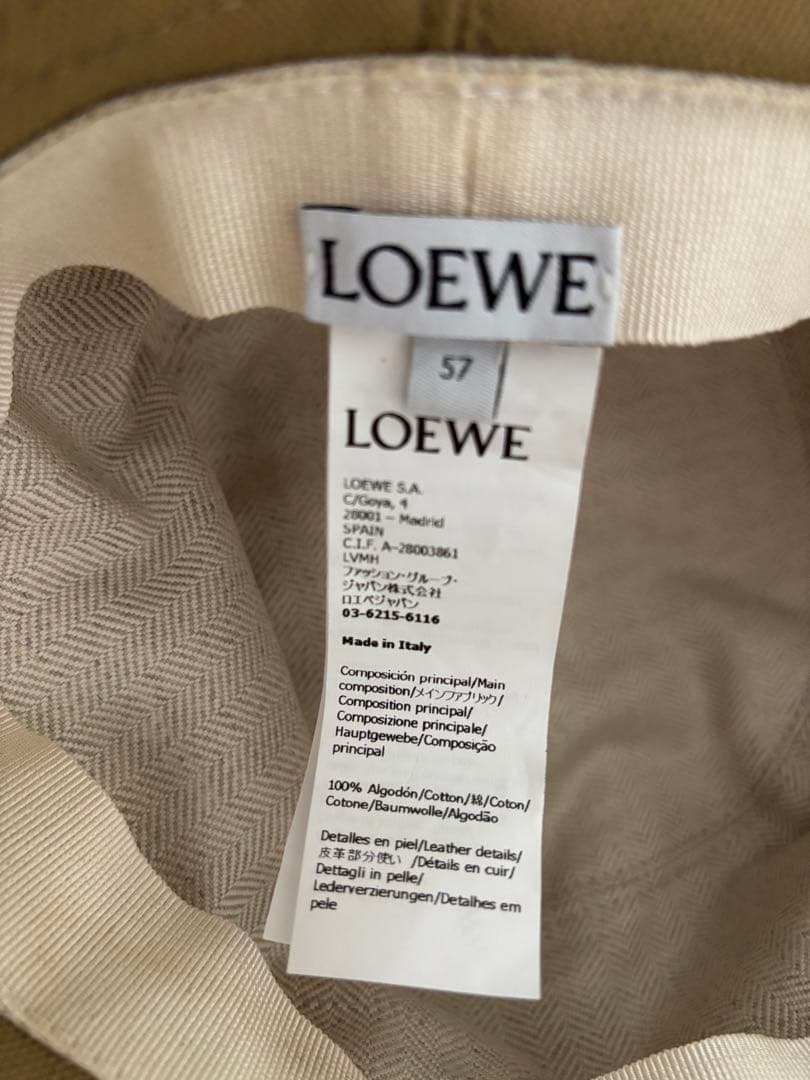 LOEWE
57
LOEWE
LOEWE S.A.
C/Goya, 4
28001 - Madrid
SPAIN
C.I.F. A-28003861
LVMH
ファッション・グループ・
ジャパン株式会社
ロエベジャパン
03-6215-6116
Made in Italy
Composición principal/Main
composition/メインファブリック/
Composition principal/
Composizione principale/
Hauptgewebe/Composição
principal
100% Algodón/Cotton/綿/Coton/
Cotone/Baumwolle/Algodão
Detalles en piel/Leather details/
皮革部分使い /Détails en cuir/
Dettagli in pelle/
Lederverzierungen/Detalhes em
pele